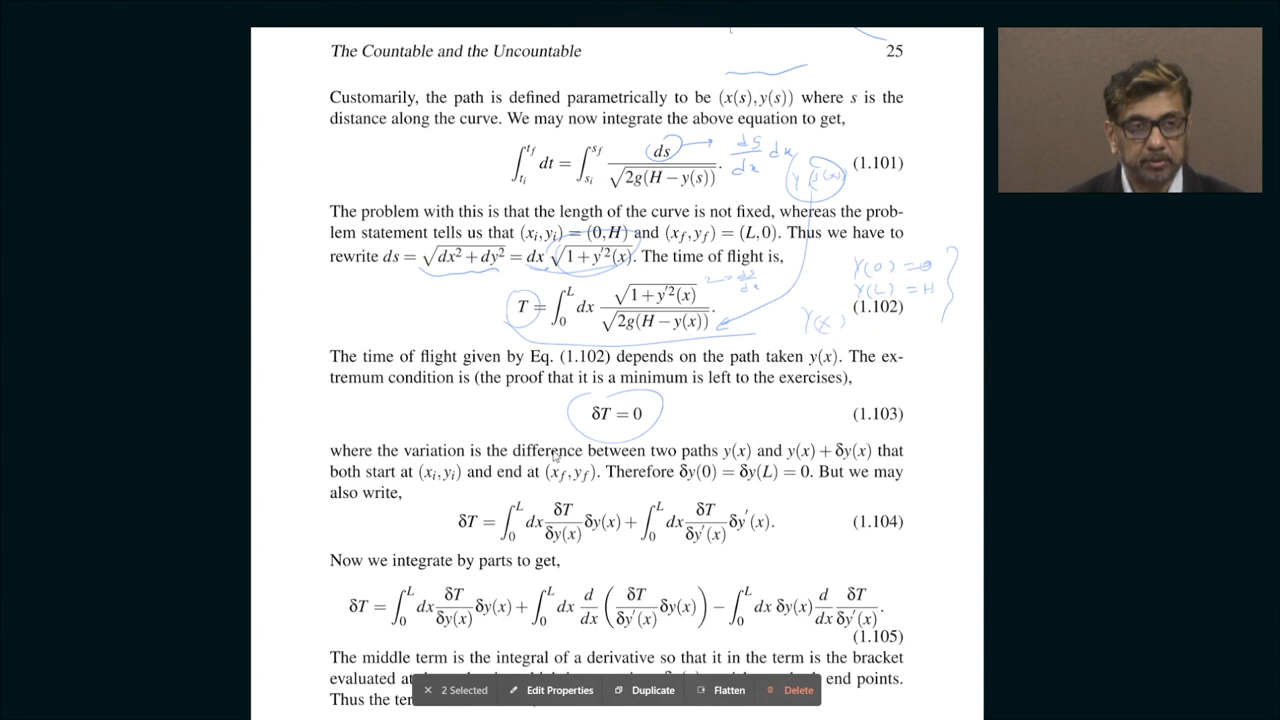 The Countable and the Uncountable 25
Customarily, the path is defined parametrically to be (x(s),y(s)) where s is the
distance along the curve. We may now integrate the above equation to get,
∫_{t_i}^{t_f} dt = ∫_{s_i}^{s_f} ds / √(2g(H − y(s))). (1.101)
ds/dx dx
y(s(x))
The problem with this is that the length of the curve is not fixed, whereas the prob-
lem statement tells us that (x_i,y_i) = (0,H) and (x_f,y_f) = (L,0). Thus we have to
rewrite ds = √(dx² + dy²) = dx √(1 + y′²(x)). The time of flight is,
y(0) = 0
y(L) = H
ds/dx
T = ∫_0^L dx √(1 + y′²(x)) / √(2g(H − y(x))). (1.102)
y(x)
The time of flight given by Eq. (1.102) depends on the path taken y(x). The ex-
tremum condition is (the proof that it is a minimum is left to the exercises),
δT = 0 (1.103)
where the variation is the difference between two paths y(x) and y(x) + δy(x) that
both start at (x_i,y_i) and end at (x_f,y_f). Therefore δy(0) = δy(L) = 0. But we may
also write,
δT = ∫_0^L dx δT/δy(x) δy(x) + ∫_0^L dx δT/δy′(x) δy′(x). (1.104)
Now we integrate by parts to get,
δT = ∫_0^L dx δT/δy(x) δy(x) + ∫_0^L dx d/dx (δT/δy′(x) δy(x)) − ∫_0^L dx δy(x) d/dx δT/δy′(x).
(1.105)
The middle term is the integral of a derivative so that it in the term is the bracket
evaluated at end points.
Thus the ter
× 2 Selected Edit Properties Duplicate Flatten Delete